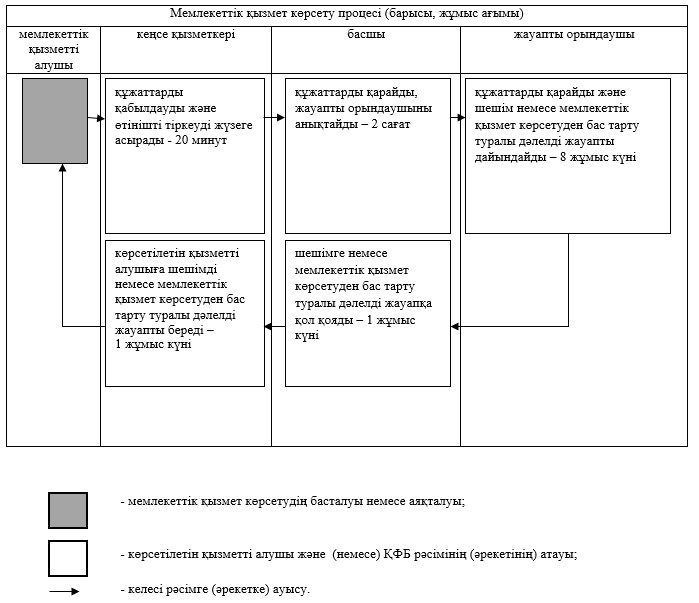 Мемлекеттік қызмет көрсету процесі (барысы, жұмыс ағымы)
мемлекеттік
қызметті
алушы
кеңсе қызметкері
басшы
жауапты орындаушы
құжаттарды
қабылдауды және
өтінішті тіркеуді жүзеге
асырады - 20 минут
құжаттарды қарайды,
жауапты орындаушыны
анықтайды – 2 сағат
құжаттарды қарайды және
шешім немесе мемлекеттік
қызмет көрсетуден бас тарту
туралы дәлелді жауапты
дайындайды – 8 жұмыс күні
көрсетілетін қызметті
алушыға шешімді
немесе мемлекеттік
қызмет көрсетуден бас
тарту туралы дәлелді
жауапты береді –
1 жұмыс күні
шешімге немесе
мемлекеттік қызмет
көрсетуден бас тарту
туралы дәлелді жауапқа
қол қояды – 1 жұмыс
күні
- мемлекеттік қызмет көрсетудің басталуы немесе аяқталуы;
- көрсетілетін қызметті алушы және (немесе) ҚФБ рәсімінің (әрекетінің) атауы;
- келесі рәсімге (әрекетке) ауысу.